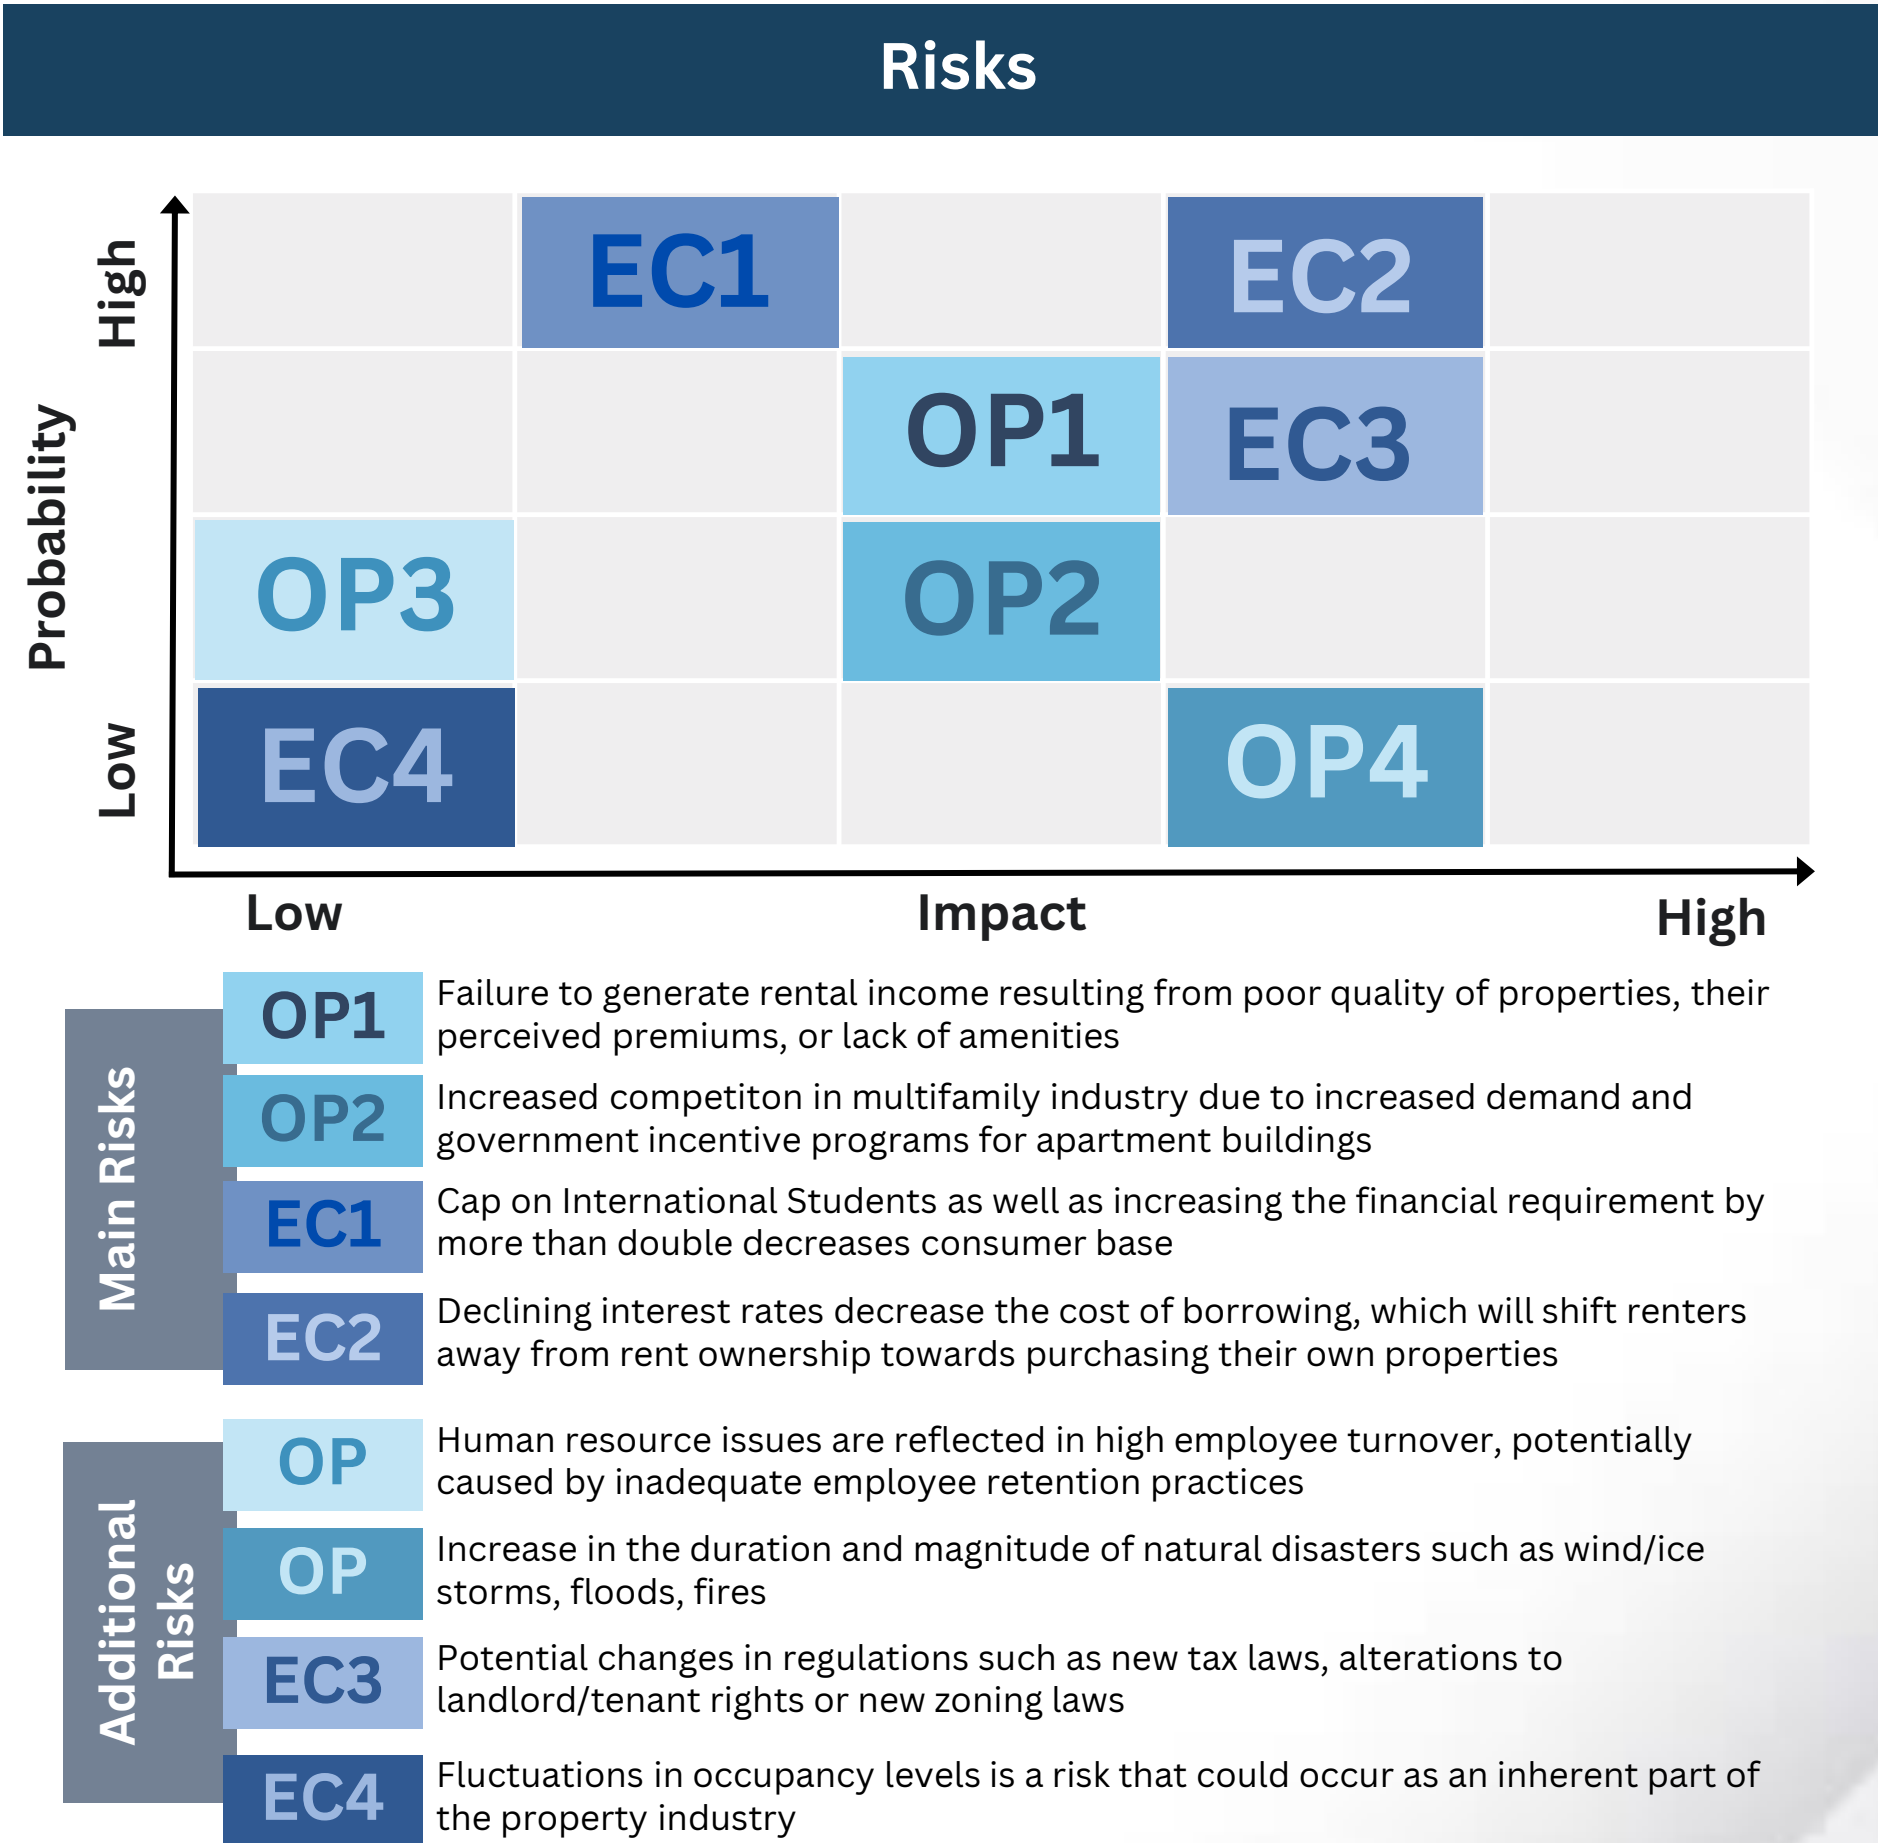 Risks
High
Probability
Low
EC1
EC2
OP1
EC3
OP3
OP2
EC4
OP4
Low
Impact
High
Main Risks
OP1
Failure to generate rental income resulting from poor quality of properties, their
perceived premiums, or lack of amenities
OP2
Increased competiton in multifamily industry due to increased demand and
government incentive programs for apartment buildings
EC1
Cap on International Students as well as increasing the financial requirement by
more than double decreases consumer base
EC2
Declining interest rates decrease the cost of borrowing, which will shift renters
away from rent ownership towards purchasing their own properties
Additional
Risks
OP
Human resource issues are reflected in high employee turnover, potentially
caused by inadequate employee retention practices
OP
Increase in the duration and magnitude of natural disasters such as wind/ice
storms, floods, fires
EC3
Potential changes in regulations such as new tax laws, alterations to
landlord/tenant rights or new zoning laws
EC4
Fluctuations in occupancy levels is a risk that could occur as an inherent part of
the property industry